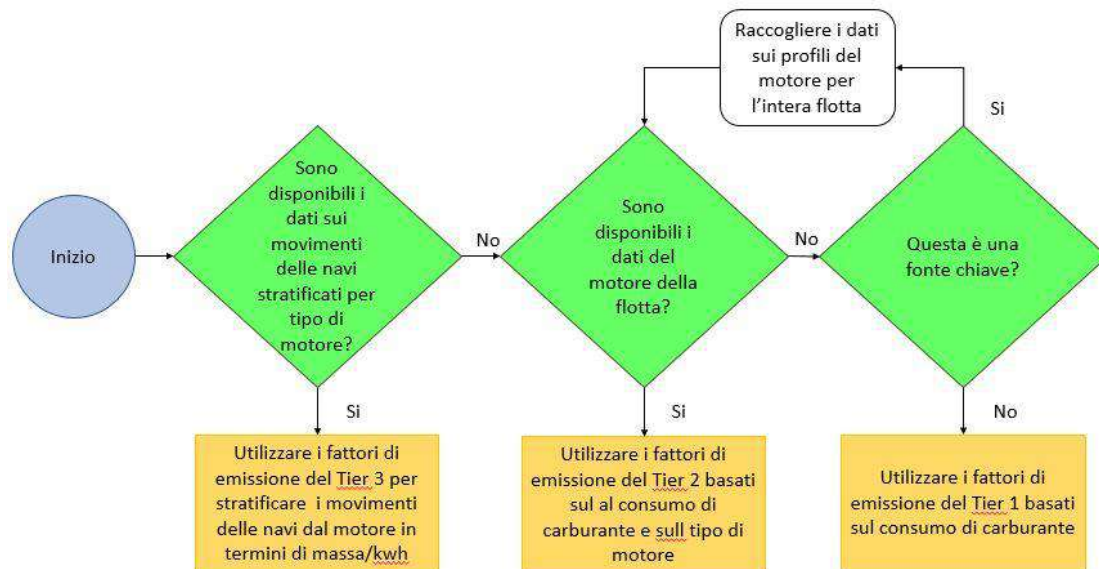 Raccogliere i dati
sui profili del
motore per
l'intera flotta
Si
Inizio
Sono
disponibili i
dati sui
movimenti
delle navi
stratificati per
tipo di
motore?
No
Sono
disponibili i
dati del
motore della
flotta?
No
Questa è una
fonte chiave?
Si
Si
No
Utilizzare i fattori di
emissione del Tier 3 per
stratificare i movimenti
delle navi dal motore in
termini di massa/kwh
Utilizzare i fattori di
emissione del Tier 2 basati
sul al consumo di
carburante e sull tipo di
motore
Utilizzare i fattori di
emissione del Tier 1 basati
sul consumo di carburante